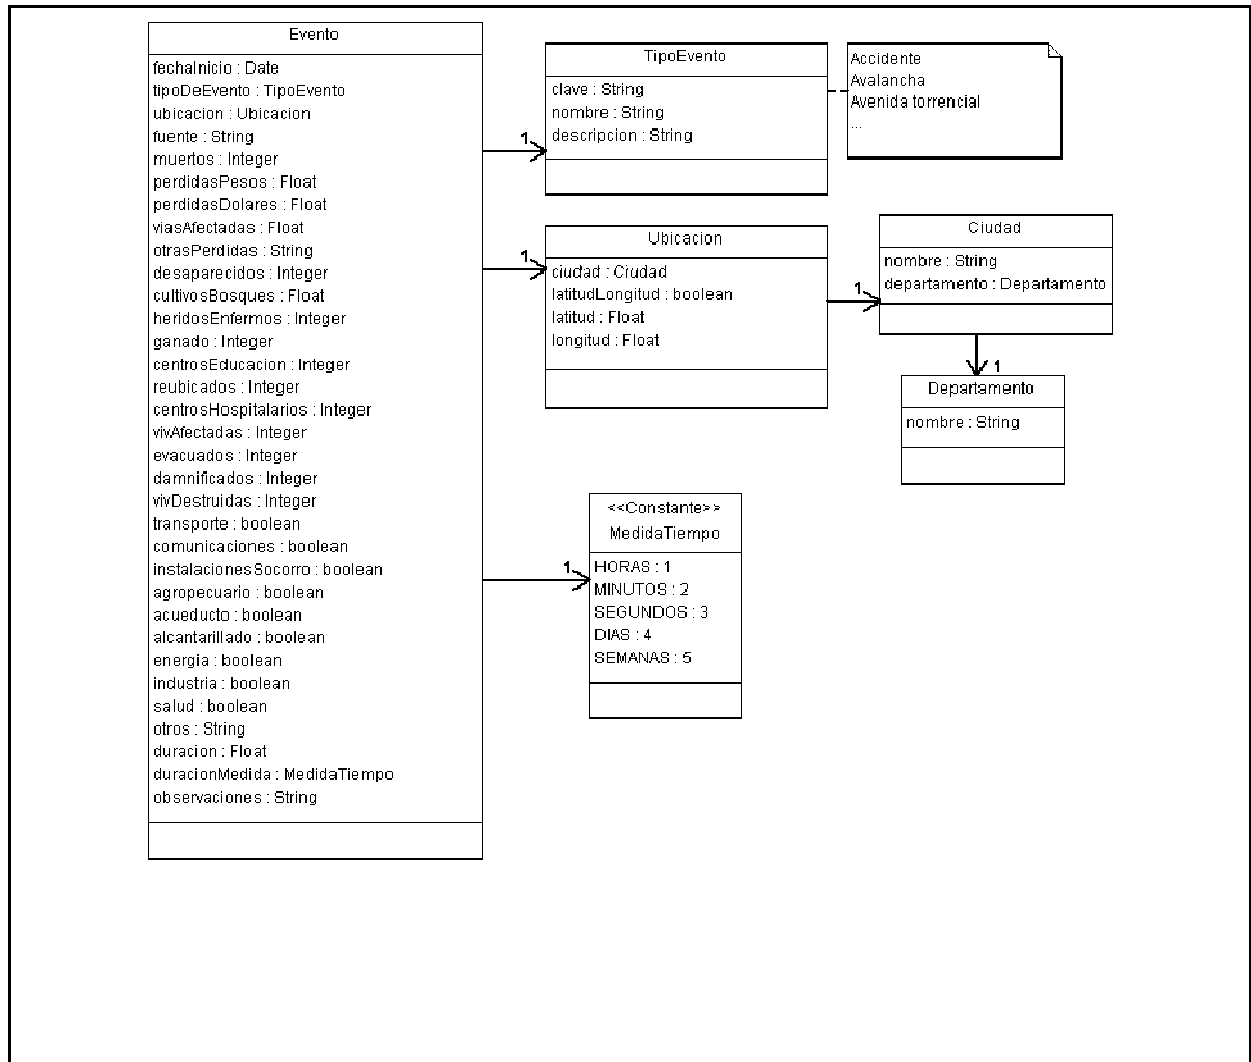 Evento
fechaInicio : Date
tipoDeEvento : TipoEvento
ubicacion : Ubicacion
fuente : String
muertos : Integer
perdidasPesos : Float
perdidasDolares : Float
viasAfectadas : Float
otrasPerdidas : String
desaparecidos : Integer
cultivosBosques : Float
heridosEnfermos : Integer
ganado : Integer
centrosEducacion : Integer
reubicados : Integer
centrosHospitalarios : Integer
vivAfectadas : Integer
evacuados : Integer
damnificados : Integer
vivDestruidas : Integer
transporte : boolean
comunicaciones : boolean
instalacionesSocorro : boolean
agropecuario : boolean
acueducto : boolean
alcantarillado : boolean
energia : boolean
industria : boolean
salud : boolean
otros : String
duracion : Float
duracionMedida : MedidaTiempo
observaciones : String
1
TipoEvento
clave : String
nombre : String
descripcion : String
Accidente
Avalancha
Avenida torrencial
...
1
Ubicacion
ciudad : Ciudad
latitudLongitud : boolean
latitud : Float
longitud : Float
1
Ciudad
nombre : String
departamento : Departamento
1
Departamento
nombre : String
1
<<Constante>>
MedidaTiempo
HORAS : 1
MINUTOS : 2
SEGUNDOS : 3
DIAS : 4
SEMANAS : 5